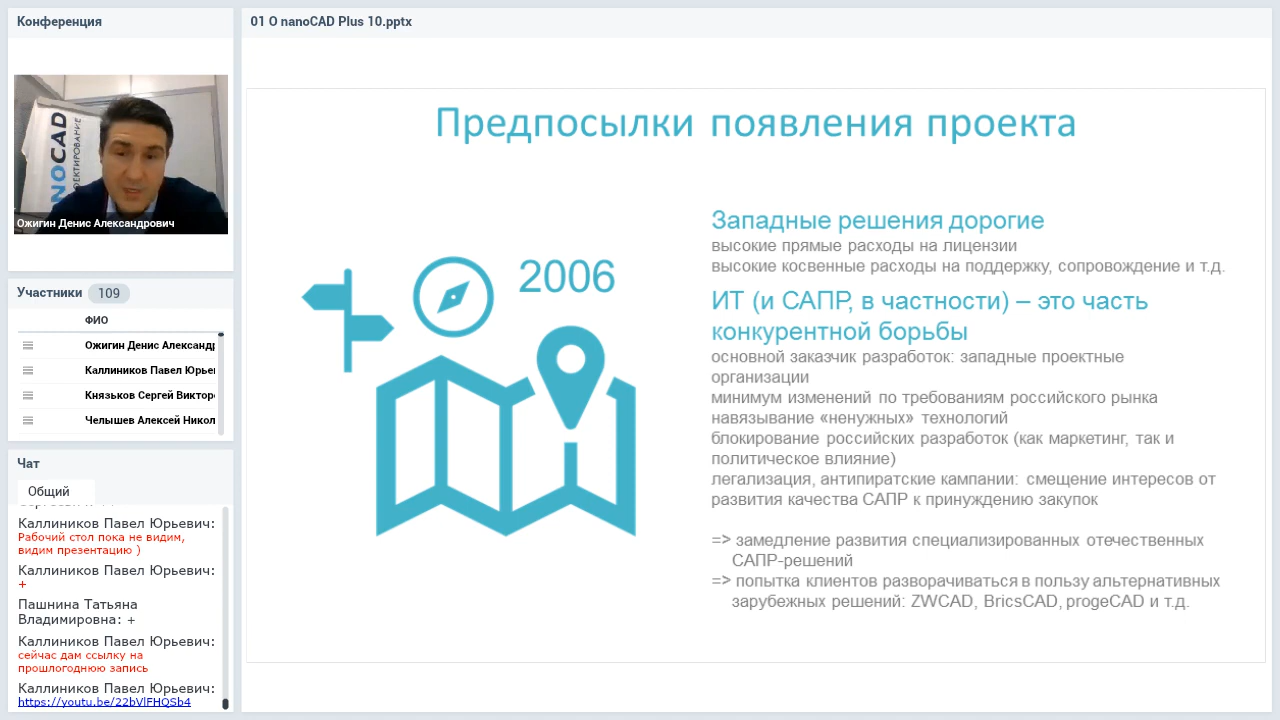 Конференция
NOCAD
ЕКТИРОВАНИЕ
Ожигин Денис Александрович
Участники 109
ФИО
Ожигин Денис Александр
Каллиников Павел Юрье
Князьков Сергей Викторо
Челышев Алексей Никол
Чат
Общий
Каллиников Павел Юрьевич:
Рабочий стол пока не видим,
видим презентацию )
Каллиников Павел Юрьевич:
+
Пашнина Татьяна
Владимировна: +
Каллиников Павел Юрьевич:
сейчас дам ссылку на
прошлогоднюю запись
Каллиников Павел Юрьевич:
https://youtu.be/22bVlFHQSb4
01 О nanoCAD Plus 10.pptx
Предпосылки появления проекта
2006
Западные решения дорогие
высокие прямые расходы на лицензии
высокие косвенные расходы на поддержку, сопровождение и т.д.
ИТ (и САПР, в частности) – это часть
конкурентной борьбы
основной заказчик разработок: западные проектные
организации
минимум изменений по требованиям российского рынка
навязывание «ненужных» технологий
блокирование российских разработок (как маркетинг, так и
политическое влияние)
легализация, антипиратские кампании: смещение интересов от
развития качества САПР к принуждению закупок
=> замедление развития специализированных отечественных
САПР-решений
=> попытка клиентов разворачиваться в пользу альтернативных
зарубежных решений: ZWCAD, BricsCAD, progeCAD и т.д.